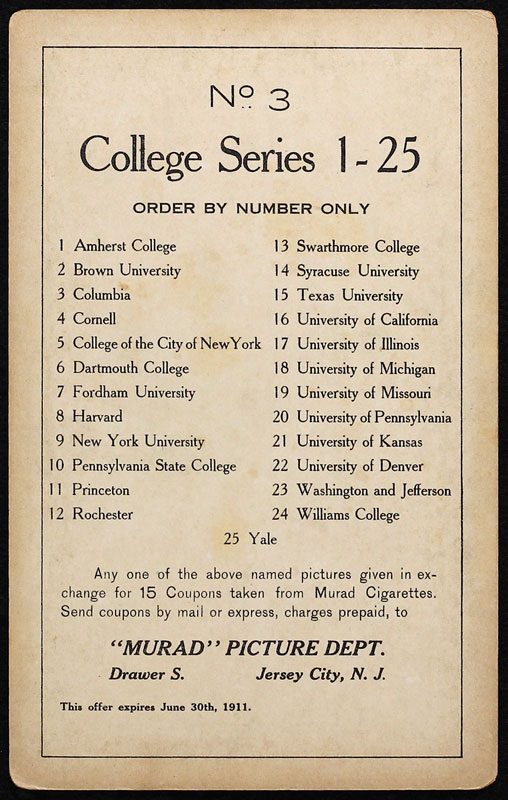 No 3
College Series 1-25
ORDER BY NUMBER ONLY
1 Amherst College
2 Brown University
3 Columbia
4 Cornell
5 College of the City of New York
6 Dartmouth College
7 Fordham University
8 Harvard
9 New York University
10 Pennsylvania State College
11 Princeton
12 Rochester
13 Swarthmore College
14 Syracuse University
15 Texas University
16 University of California
17 University of Illinois
18 University of Michigan
19 University of Missouri
20 University of Pennsylvania
21 University of Kansas
22 University of Denver
23 Washington and Jefferson
24 Williams College
25 Yale
Any one of the above named pictures given in ex-
change for 15 Coupons taken from Murad Cigarettes.
Send coupons by mail or express, charges prepaid, to
"MURAD" PICTURE DEPT.
Drawer S. Jersey City, N. J.
This offer expires June 30th, 1911.